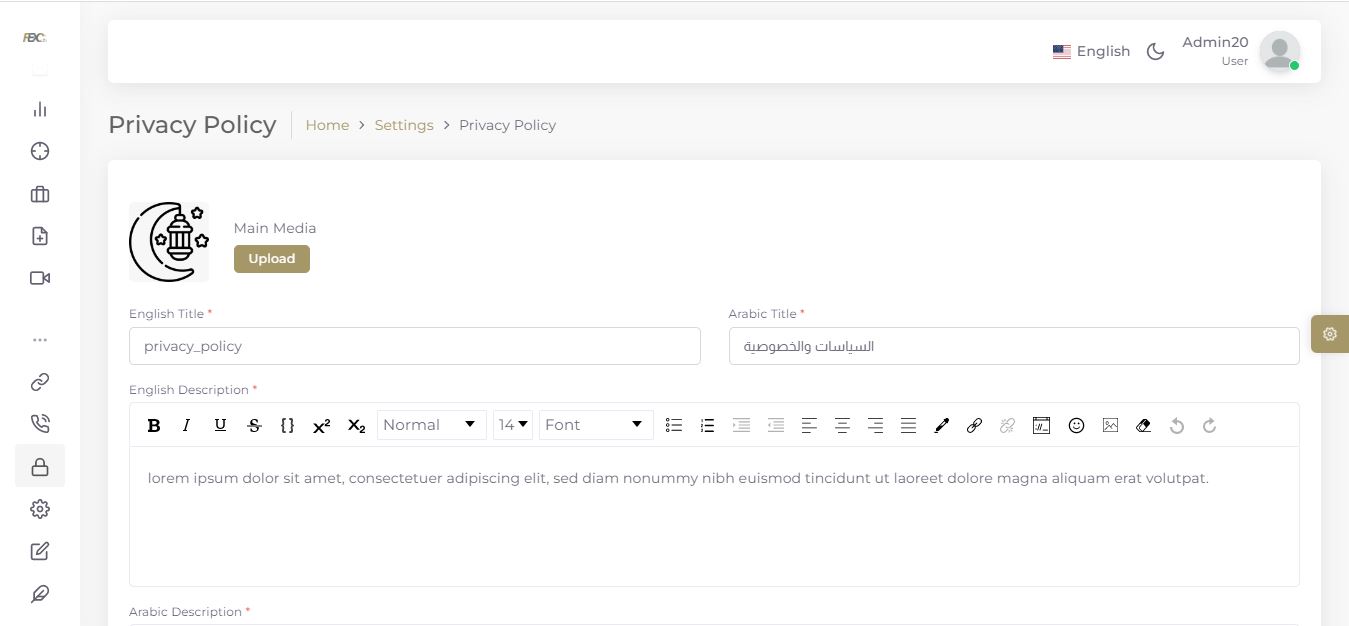 English
Admin20
User
Privacy Policy
Home > Settings > Privacy Policy
Main Media
Upload
English Title *
Arabic Title *
privacy_policy
السياسات والخصوصية
English Description *
B I U S {} X² X₂ Normal 14 Font
lorem ipsum dolor sit amet, consectetuer adipiscing elit, sed diam nonummy nibh euismod tincidunt ut laoreet dolore magna aliquam erat volutpat.
Arabic Description *